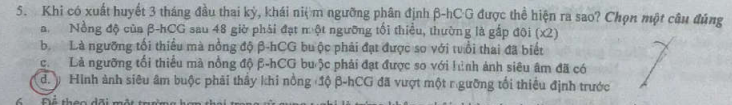 5. Khi có xuất huyết 3 tháng đầu thai kỳ, khái niệm ngưỡng phân định β-hCG được thể hiện ra sao? Chọn một câu đúng
a. Nồng độ của β-hCG sau 48 giờ phải đạt một ngưỡng tối thiểu, thường là gấp đôi (x2)
b. Là ngưỡng tối thiểu mà nồng độ β-hCG buộc phải đạt được so với tuổi thai đã biết
c. Là ngưỡng tối thiểu mà nồng độ β-hCG buộc phải đạt được so với hình ảnh siêu âm đã có
d. Hình ảnh siêu âm buộc phải thấy khi nồng độ β-hCG đã vượt một ngưỡng tối thiểu định trước
6. Để theo dõi một trường hợp thai trong tử cung